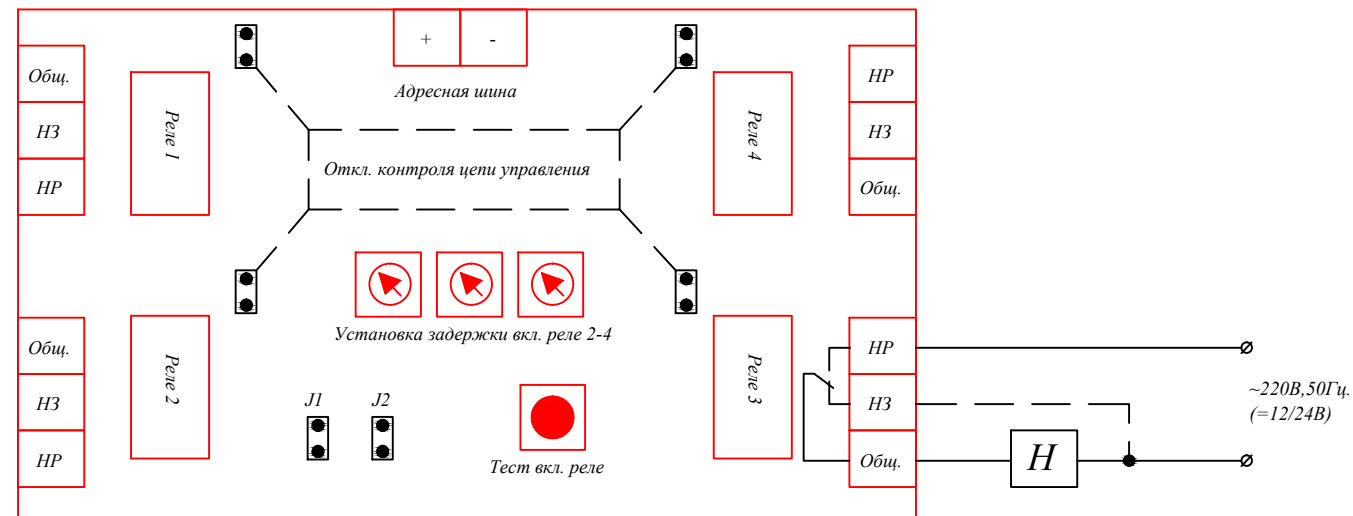 + -
Адресная шина
Общ.
НЗ
НР
Реле 1
Реле 4
НР
НЗ
Общ.
Откл. контроля цепи управления
Установка задержки вкл. реле 2-4
Общ.
НЗ
НР
Реле 2
J1 J2
Тест вкл. реле
Реле 3
НР
НЗ
Общ.
Н
~220В,50Гц.
(=12/24В)